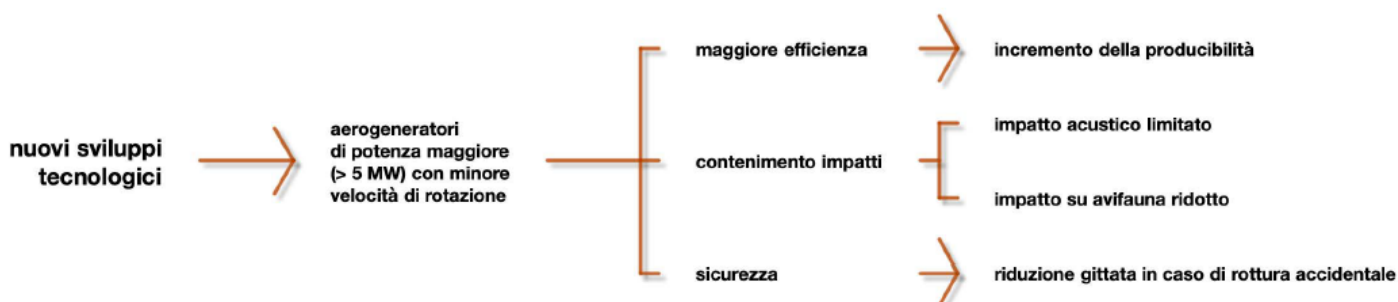 nuovi sviluppi
tecnologici
aerogeneratori
di potenza maggiore
(> 5 MW) con minore
velocità di rotazione
maggiore efficienza
incremento della producibilità
contenimento impatti
impatto acustico limitato
impatto su avifauna ridotto
sicurezza
riduzione gittata in caso di rottura accidentale